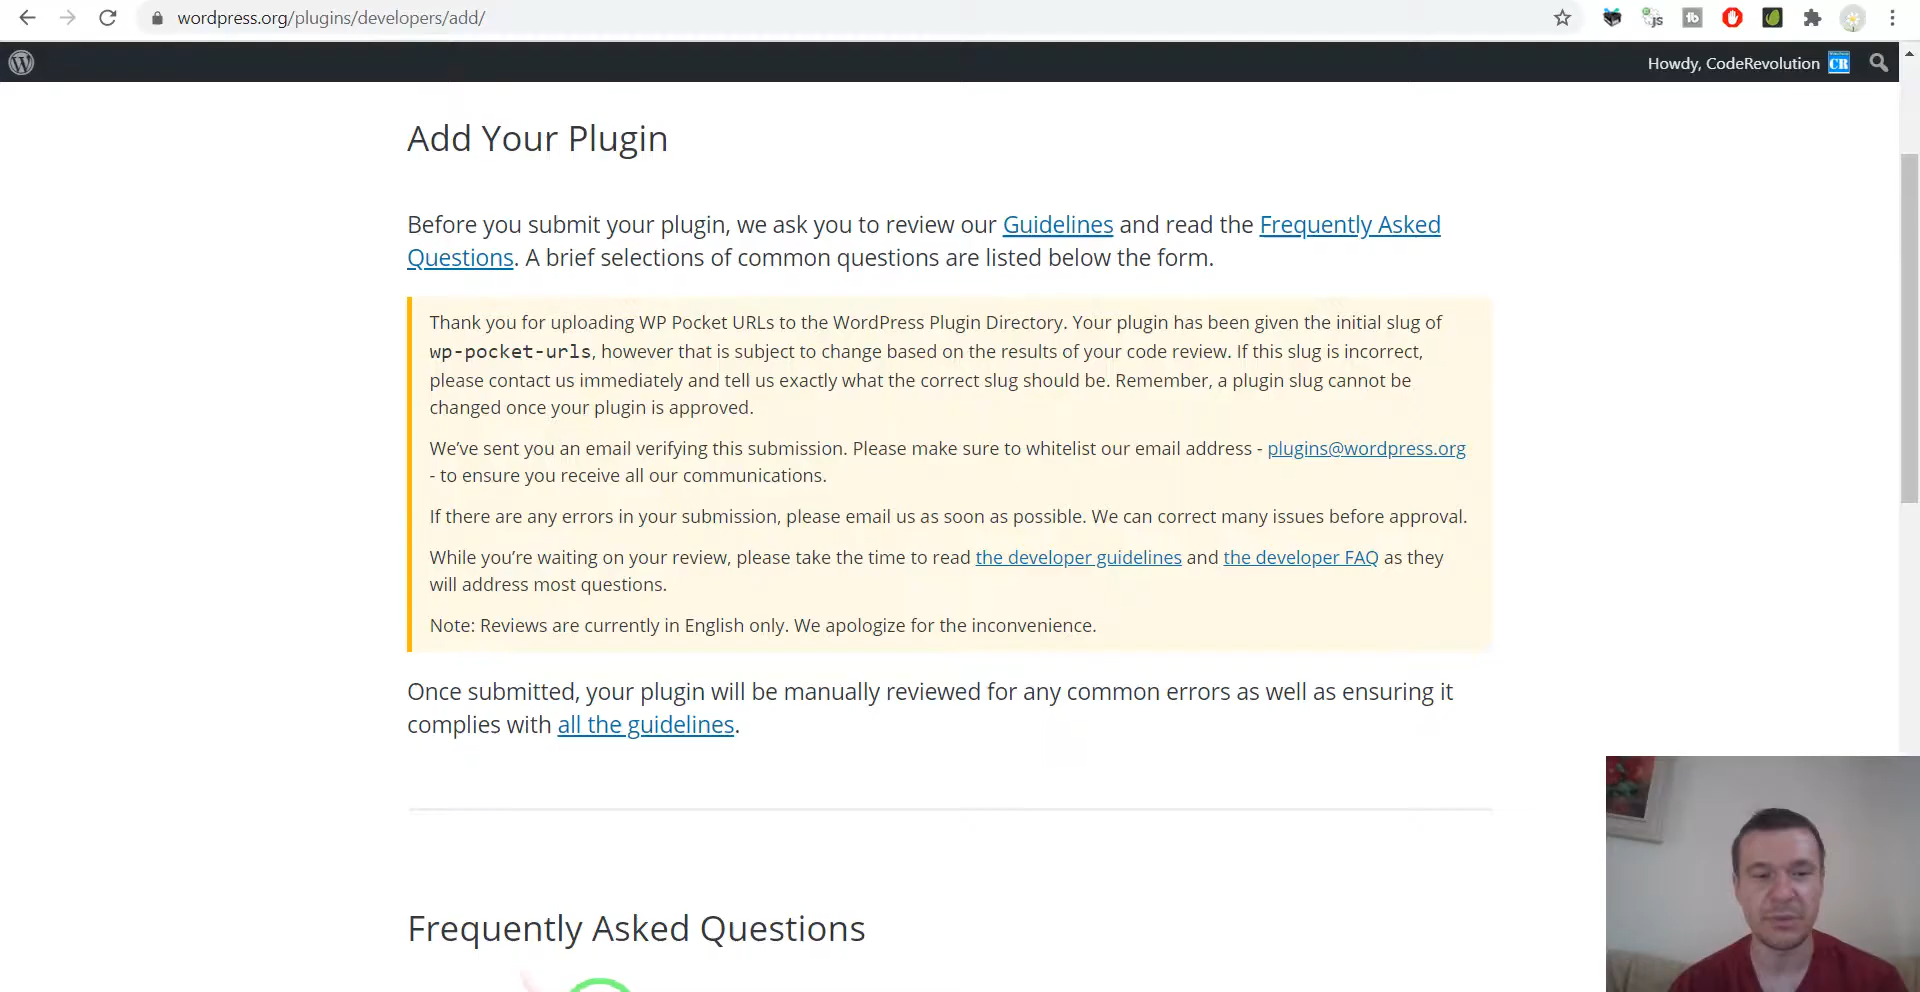 wordpress.org/plugins/developers/add/
Howdy, CodeRevolution CR
Add Your Plugin
Before you submit your plugin, we ask you to review our Guidelines and read the Frequently Asked
Questions. A brief selections of common questions are listed below the form.
Thank you for uploading WP Pocket URLs to the WordPress Plugin Directory. Your plugin has been given the initial slug of
wp-pocket-urls, however that is subject to change based on the results of your code review. If this slug is incorrect,
please contact us immediately and tell us exactly what the correct slug should be. Remember, a plugin slug cannot be
changed once your plugin is approved.
We’ve sent you an email verifying this submission. Please make sure to whitelist our email address - plugins@wordpress.org
- to ensure you receive all our communications.
If there are any errors in your submission, please email us as soon as possible. We can correct many issues before approval.
While you’re waiting on your review, please take the time to read the developer guidelines and the developer FAQ as they
will address most questions.
Note: Reviews are currently in English only. We apologize for the inconvenience.
Once submitted, your plugin will be manually reviewed for any common errors as well as ensuring it
complies with all the guidelines.
Frequently Asked Questions